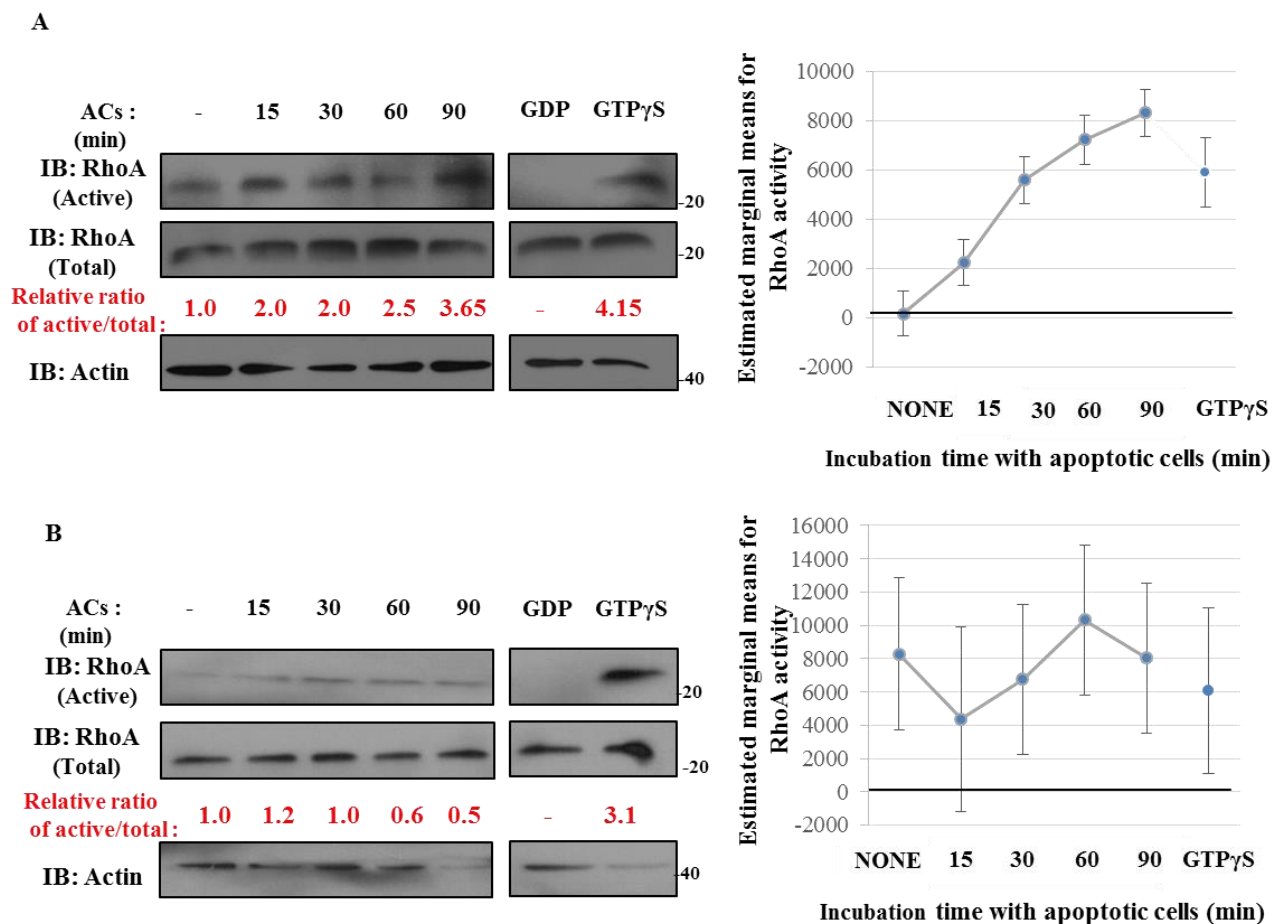 A
ACs : - 15 30 60 90 GDP GTPγS
(min)
IB: RhoA
(Active)
-20
IB: RhoA
(Total)
-20
Relative ratio
of active/total : 1.0 2.0 2.0 2.5 3.65 - 4.15
IB: Actin
-40
Estimated marginal means for
RhoA activity
10000
8000
6000
4000
2000
0
-2000
NONE 15 30 60 90 GTPγS
Incubation time with apoptotic cells (min)
B
ACs : - 15 30 60 90 GDP GTPγS
(min)
IB: RhoA
(Active)
-20
IB: RhoA
(Total)
-20
Relative ratio
of active/total : 1.0 1.2 1.0 0.6 0.5 - 3.1
IB: Actin
-40
Estimated marginal means for
RhoA activity
16000
14000
12000
10000
8000
6000
4000
2000
0
-2000
NONE 15 30 60 90 GTPγS
Incubation time with apoptotic cells (min)